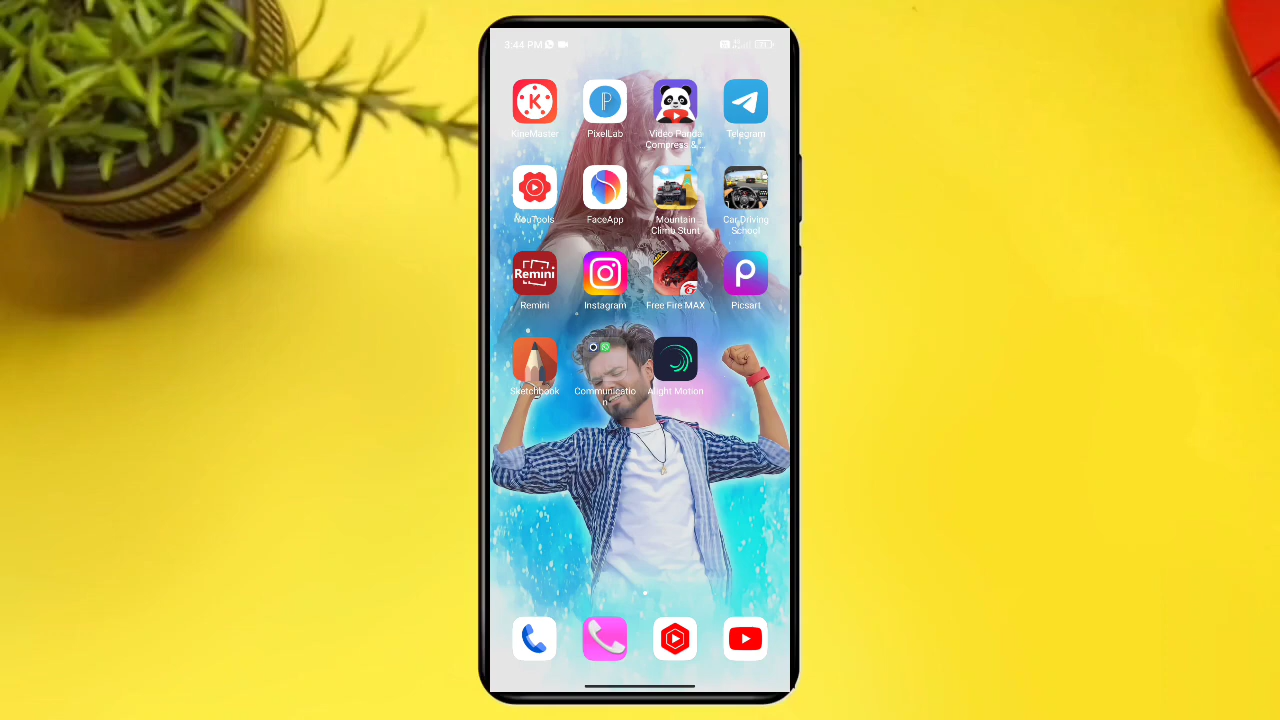 3:44 PM
KineMaster
PixelLab
Video Panda
Compress & ...
Telegram
YouTools
FaceApp
Mountain
Climb Stunt
Car Driving
School
Remini
Remini
Instagram
Free Fire MAX
Picsart
Sketchbook
Communicatio
n
Alight Motion